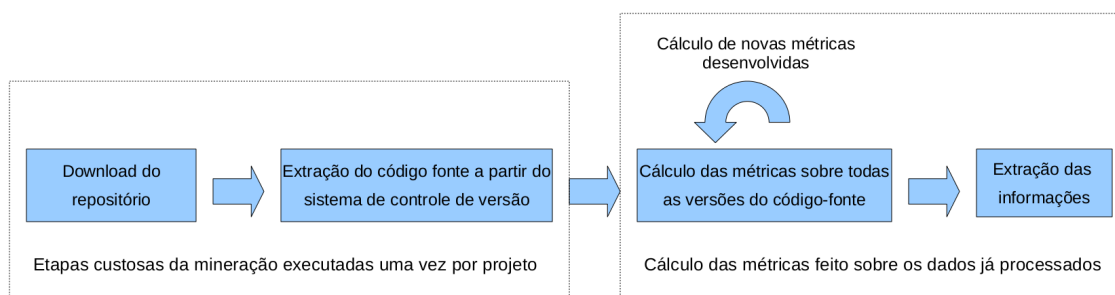 Cálculo de novas métricas
desenvolvidas
Download do
repositório
Extração do código fonte a partir do
sistema de controle de versão
Cálculo das métricas sobre todas
as versões do código-fonte
Extração das
informações
Etapas custosas da mineração executadas uma vez por projeto
Cálculo das métricas feito sobre os dados já processados